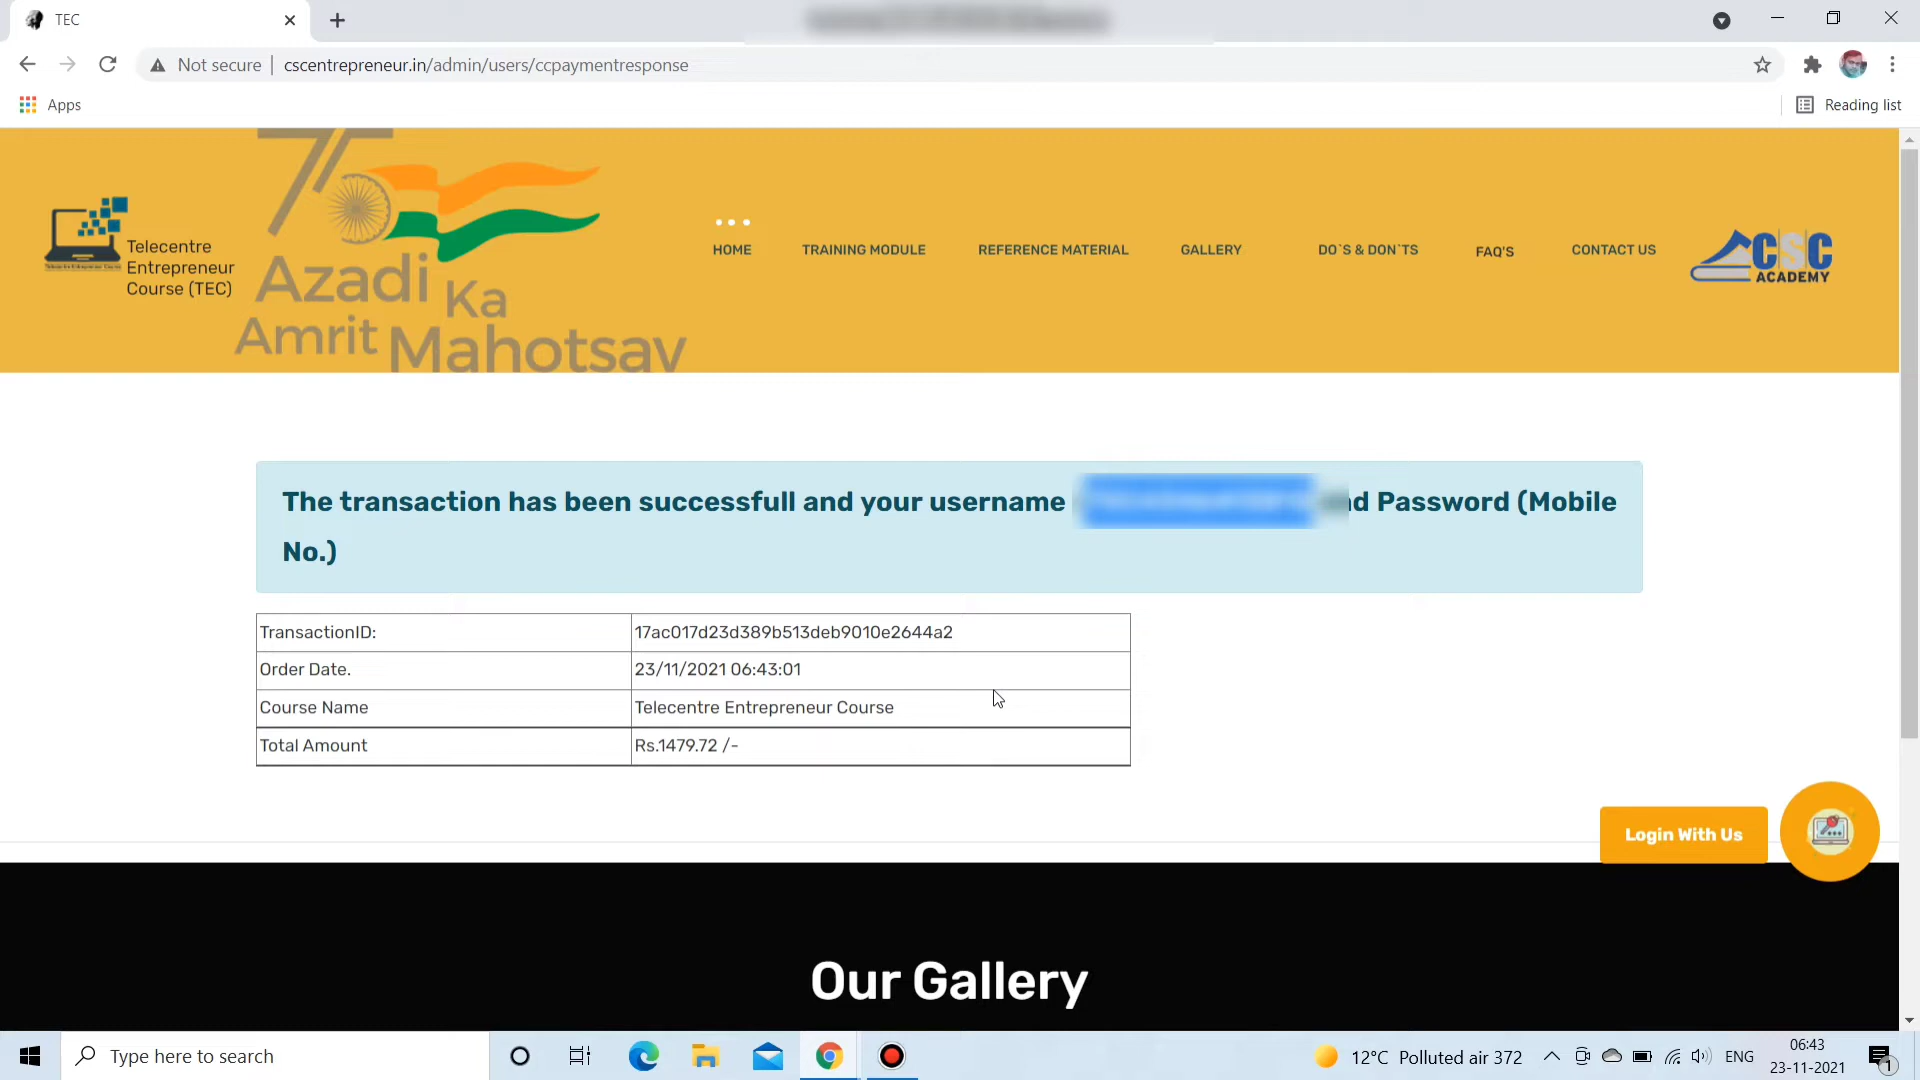 TEC
Not secure cscentrepreneur.in/admin/users/ccpaymentresponse
Apps
Reading list
Telecentre
Entrepreneur
Course (TEC)
75
Azadi Ka
Amrit Mahotsav
HOME TRAINING MODULE REFERENCE MATERIAL GALLERY DO`S & DON`TS FAQ'S CONTACT US
CSC
ACADEMY
The transaction has been successfull and your username Password (Mobile
No.)
TransactionID: 17ac017d23d389b513deb9010e2644a2
Order Date. 23/11/2021 06:43:01
Course Name Telecentre Entrepreneur Course
Total Amount Rs.1479.72 /-
Login With Us
Our Gallery
Type here to search
12°C Polluted air 372
ENG
06:43
23-11-2021
1